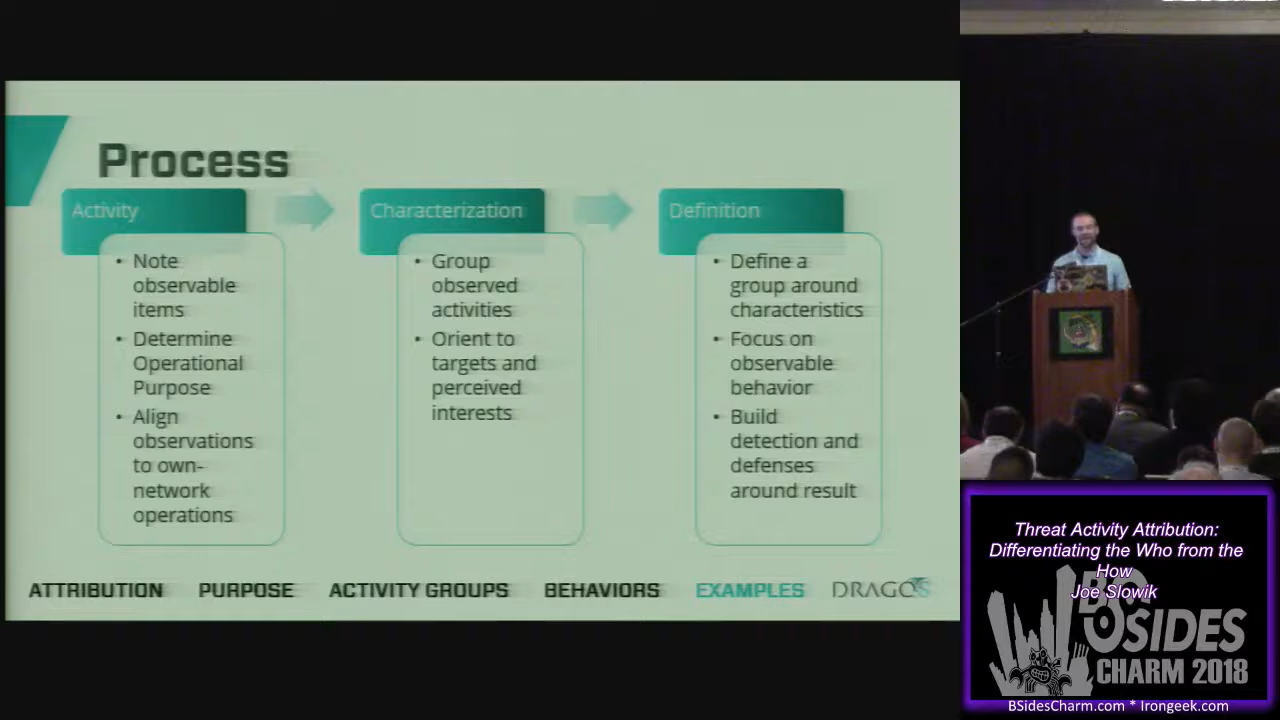 Process
Activity
• Note
observable
items
• Determine
Operational
Purpose
• Align
observations
to own-
network
operations
Characterization
• Group
observed
activities
• Orient to
targets and
perceived
interests
Definition
• Define a
group around
characteristics
• Focus on
observable
behavior
• Build
detection and
defenses
around result
ATTRIBUTION PURPOSE ACTIVITY GROUPS BEHAVIORS EXAMPLES DRAGOS
Threat Activity Attribution:
Differentiating the Who from the
How
Joe Slowik
BSIDES
CHARM 2018
BSidesCharm.com * Irongeek.com